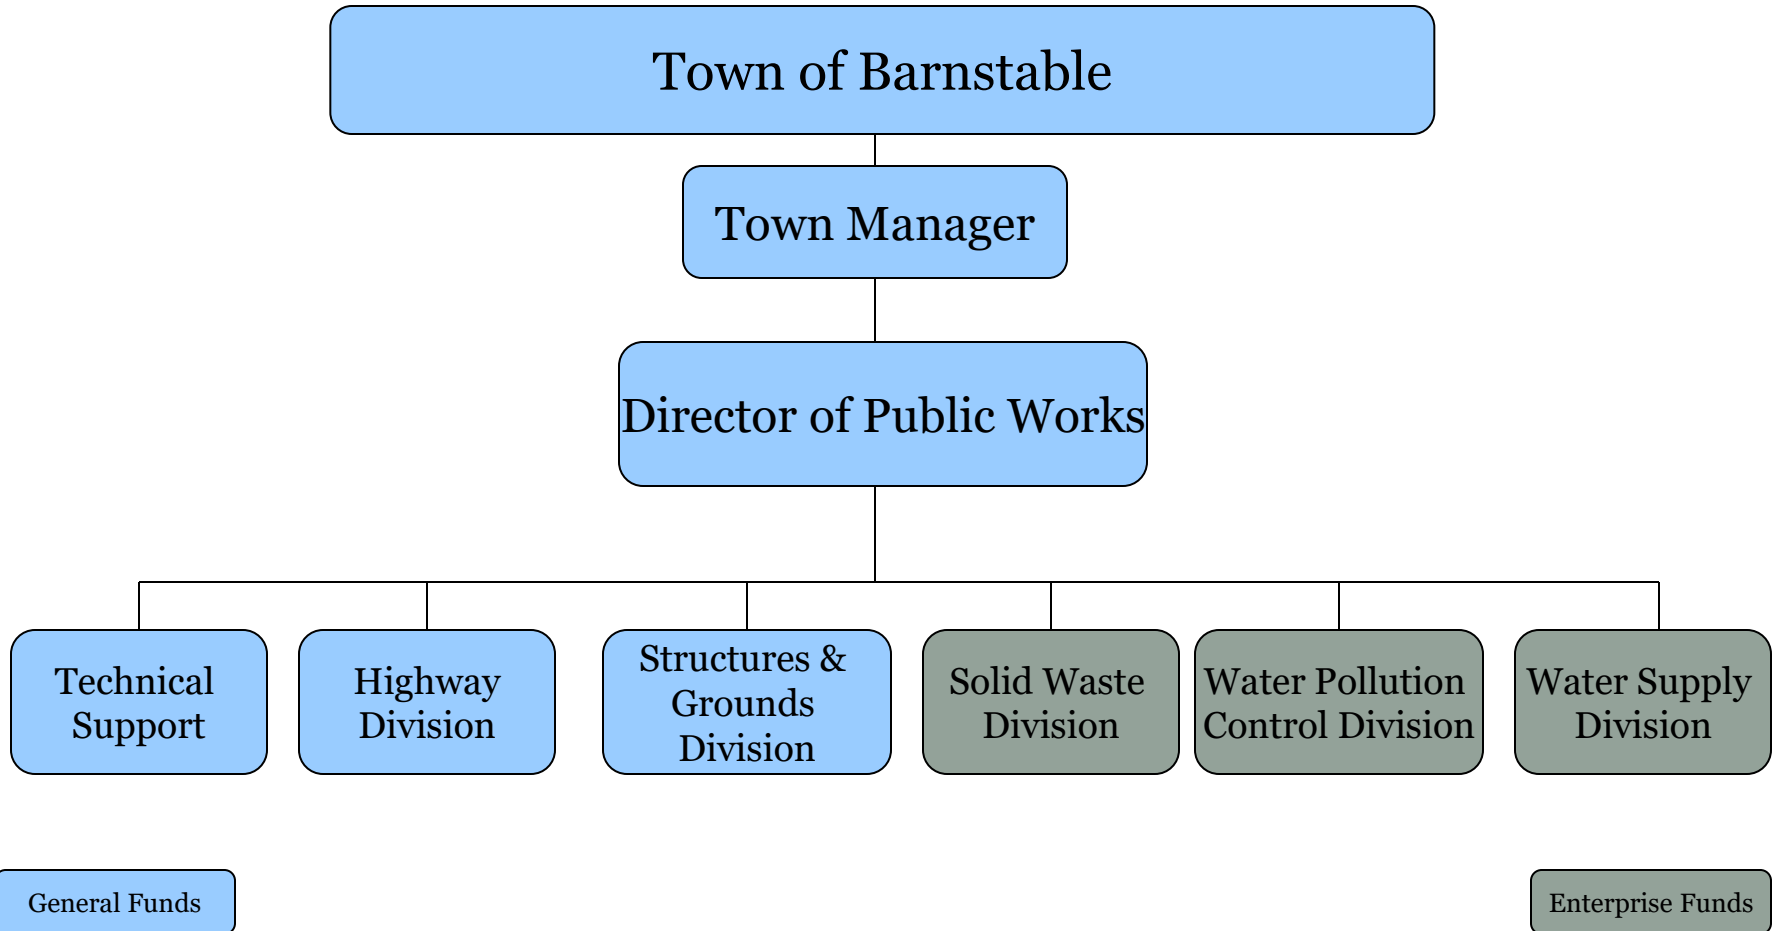 Town of Barnstable
Town Manager
Director of Public Works
Technical
Support
Highway
Division
Structures &
Grounds
Division
Solid Waste
Division
Water Pollution
Control Division
Water Supply
Division
General Funds
Enterprise Funds